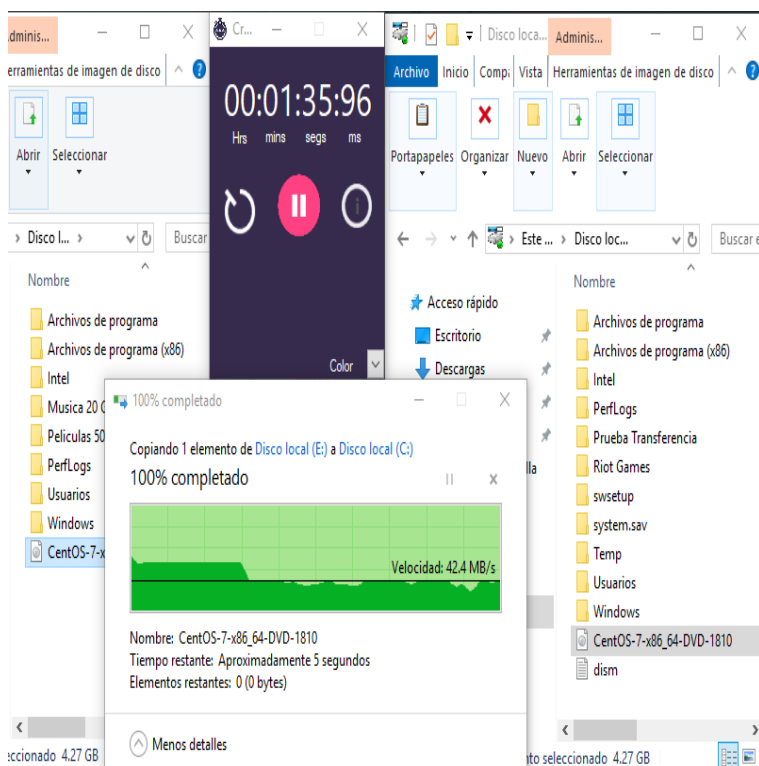 Adminis...
erramientas de imagen de disco
Abrir
Seleccionar
Disco l...
Buscar
Nombre
Archivos de programa
Archivos de programa (x86)
Intel
Musica 20
Peliculas 50
PerfLogs
Usuarios
Windows
CentOS-7-x
eccionado 4.27 GB
Cr...
00:01:35:96
Hrs mins segs ms
Color
Disco loca...
Adminis...
Archivo Inicio Comp Vista Herramientas de imagen de disco
Portapapeles Organizar Nuevo Abrir Seleccionar
Este ... Disco loc... Buscar e
Acceso rápido
Escritorio
Descargas
lla
Nombre
Archivos de programa
Archivos de programa (x86)
Intel
PerfLogs
Prueba Transferencia
Riot Games
swsetup
system.sav
Temp
Usuarios
Windows
CentOS-7-x86_64-DVD-1810
dism
nto seleccionado 4.27 GB
100% completado
Copiando 1 elemento de Disco local (E:) a Disco local (C:)
100% completado
Velocidad: 42.4 MB/s
Nombre: CentOS-7-x86_64-DVD-1810
Tiempo restante: Aproximadamente 5 segundos
Elementos restantes: 0 (0 bytes)
Menos detalles